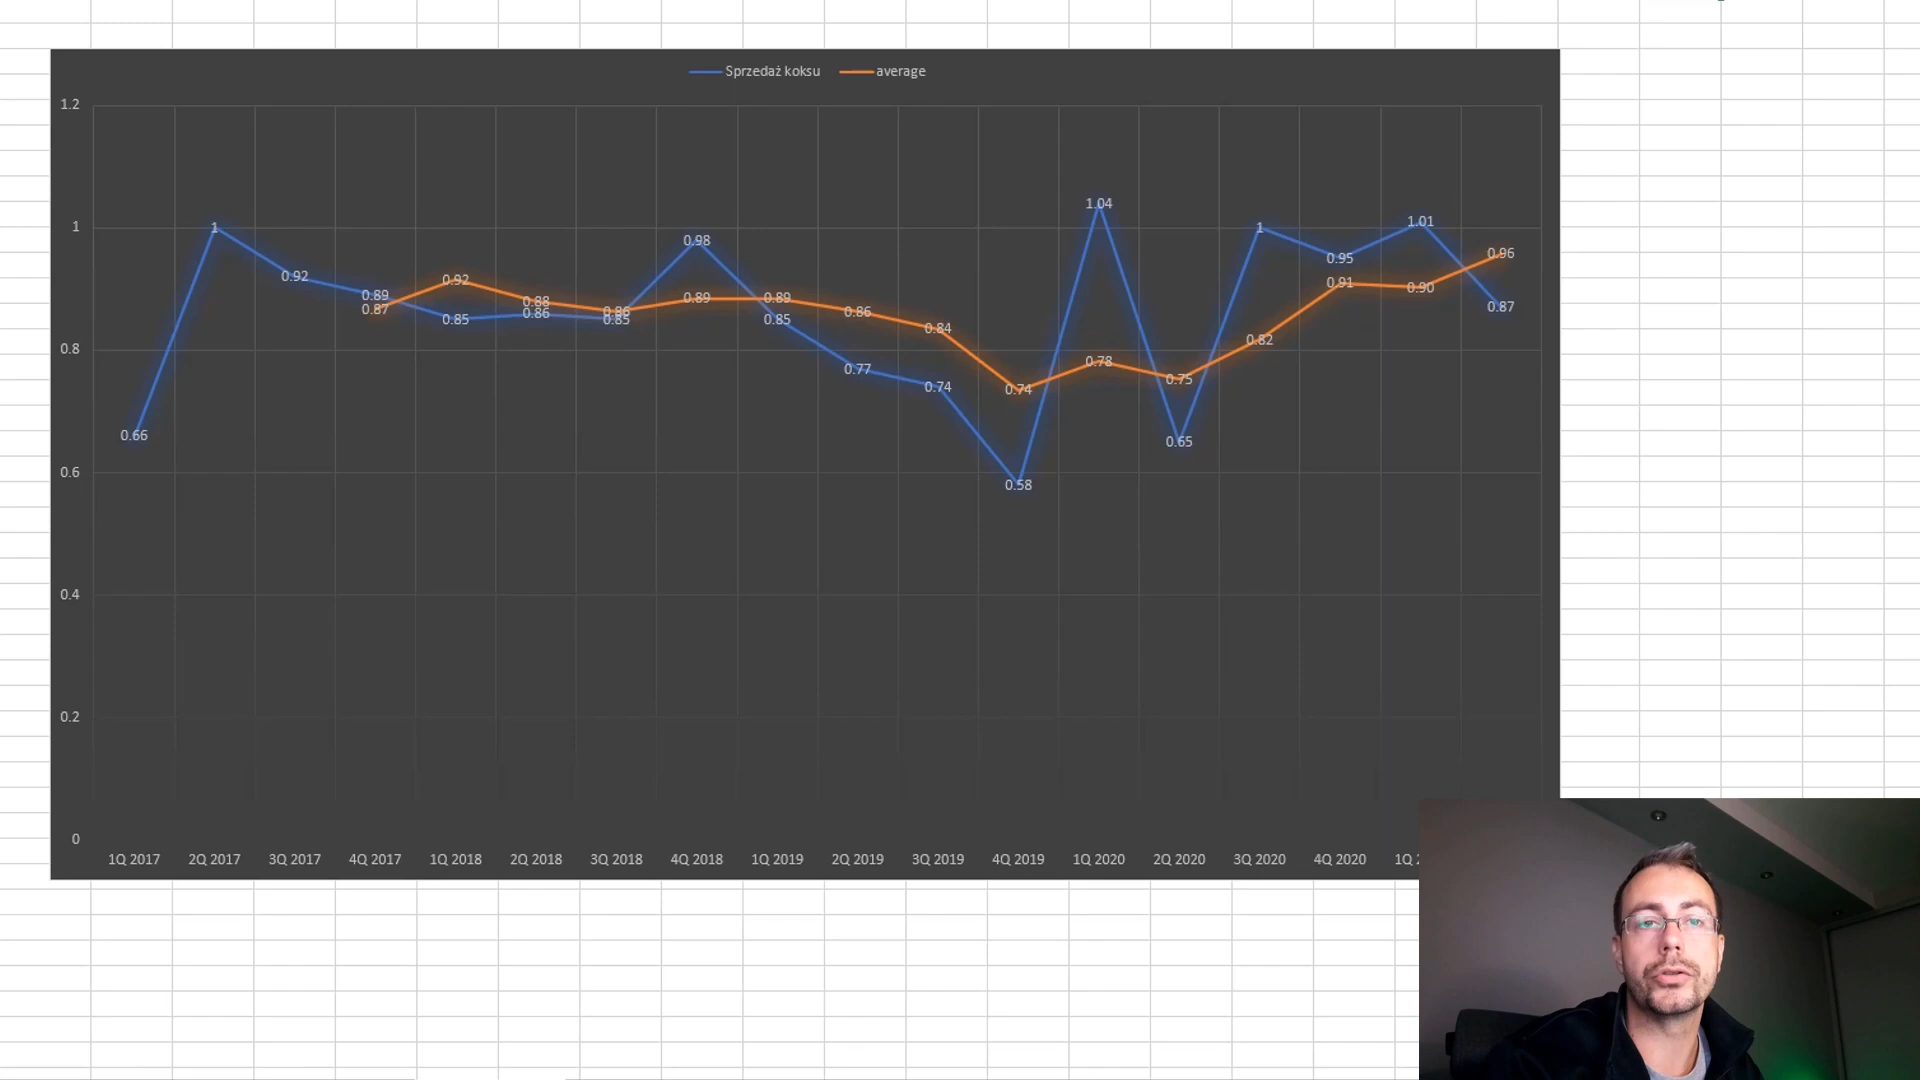 Sprzedaż koksu average
1.2
1
0.8
0.6
0.4
0.2
0
0.66 1 0.92 0.89 0.85 0.86 0.85 0.98 0.85 0.77 0.74 0.58 1.04 0.65 1 0.95 1.01 0.87
0.87 0.92 0.88 0.86 0.89 0.89 0.86 0.84 0.74 0.78 0.75 0.82 0.91 0.90 0.96
1Q 2017 2Q 2017 3Q 2017 4Q 2017 1Q 2018 2Q 2018 3Q 2018 4Q 2018 1Q 2019 2Q 2019 3Q 2019 4Q 2019 1Q 2020 2Q 2020 3Q 2020 4Q 2020 1Q